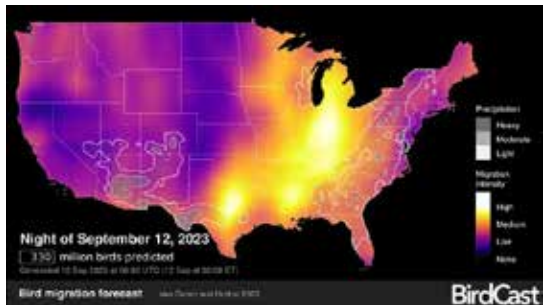 Precipitation
Heavy
Moderate
Light
Migration
Intensity
High
Medium
Low
None
Night of September 12, 2023
330 million birds predicted
Bird migration forecast
BirdCast